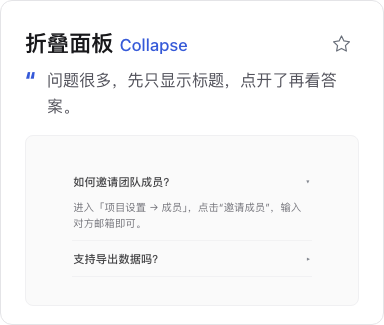 折叠面板 Collapse
“ 问题很多，先只显示标题，点开了再看答
案。
如何邀请团队成员？
进入「项目设置 → 成员」，点击“邀请成员”，输入
对方邮箱即可。
支持导出数据吗？